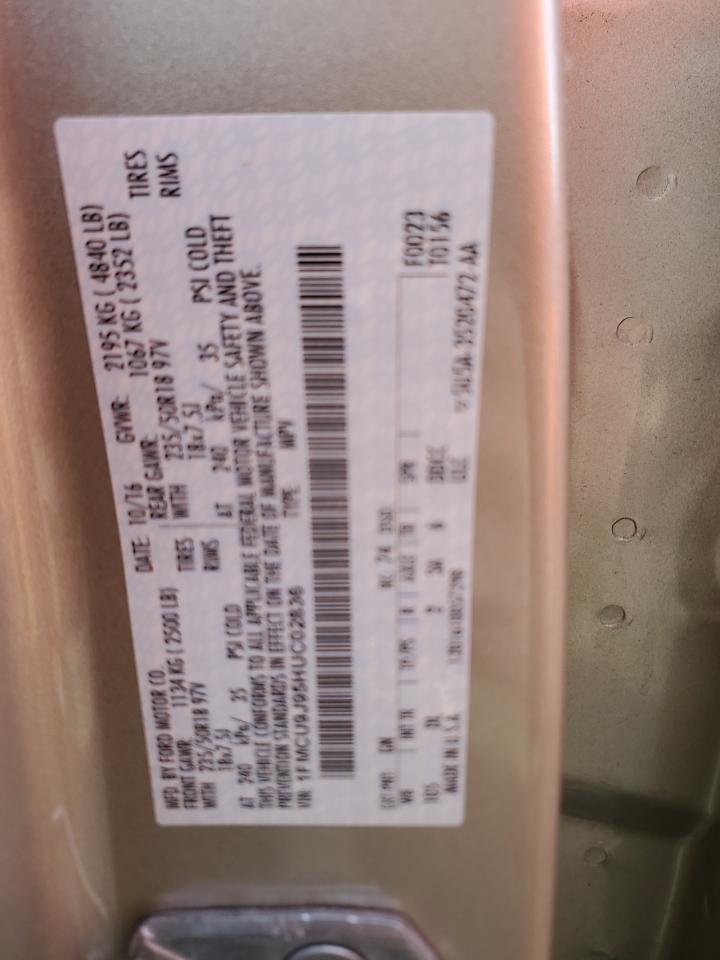 MFD. BY FORD MOTOR CO.
DATE: 10/16 GVWR: 2195 KG ( 4840 LB)
FRONT GAWR: 1134 KG ( 2500 LB)
REAR GAWR: 1067 KG ( 2352 LB)
WITH 235/50R18 97V TIRES
WITH 235/50R18 97V TIRES
18x7.5J RIMS
18x7.5J RIMS
AT 240 kPa/ 35 PSI COLD
AT 240 kPa/ 35 PSI COLD
THIS VEHICLE CONFORMS TO ALL APPLICABLE FEDERAL MOTOR VEHICLE SAFETY AND THEFT
PREVENTION STANDARDS IN EFFECT ON THE DATE OF MANUFACTURE SHOWN ABOVE.
VIN: 1FMCU9J95HUC02836
TYPE: MPV
F0023
T0156
MADE IN U.S.A.